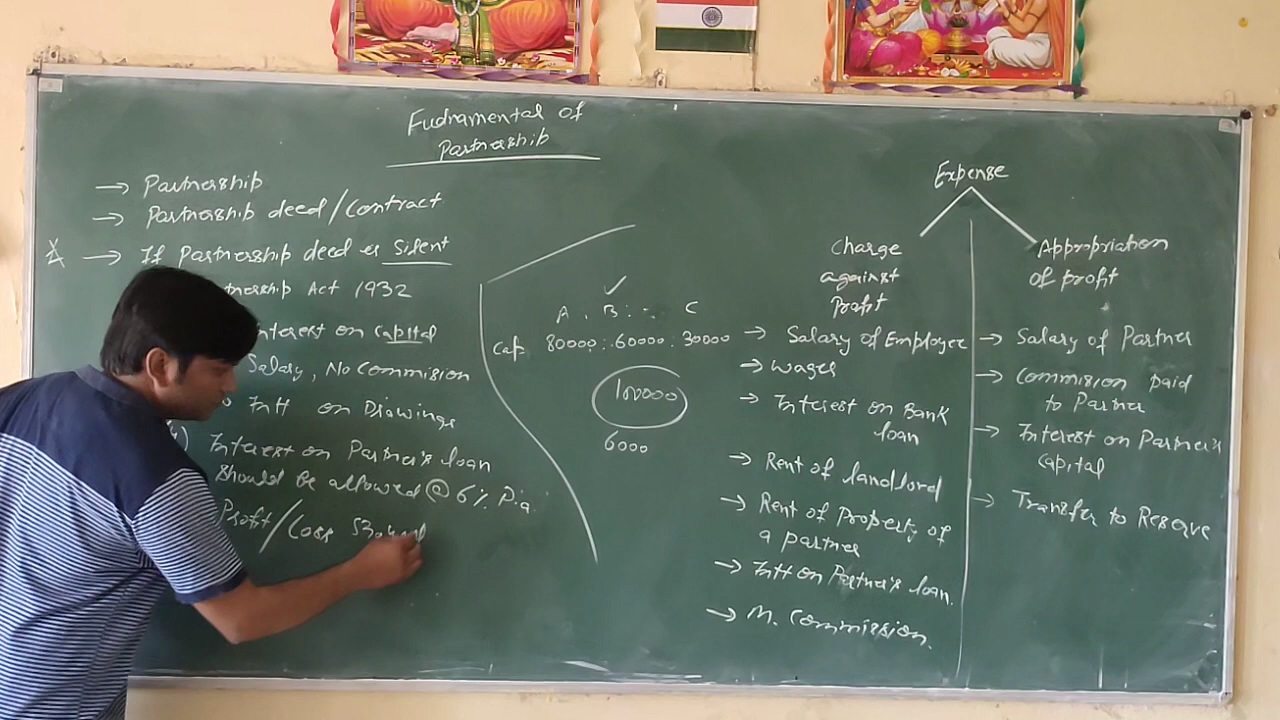 Fudramental of
Partnership
→ Partnership
→ Partnership deed / Contract
→ If Partnership deed is Silent
tnership Act 1932
nterest on Capital
Salary, No Commision
Intt on Drawings
Interest on Partner's loan
should be allowed @ 6% P.a.
Profit / Loss
A B C
Cap. 80000 60000 30000
100000
6000
Expense
Charge
against
Profit
→ Salary of Employee
→ Wages
→ Interest on Bank
loan
→ Rent of landlord
→ Rent of Property of
a partner
→ Intt on Partner's loan.
→ M. Commission.
Appropriation
of profit
→ Salary of Partner
→ Commision paid
to Partner
→ Interest on Partner's
Capital
→ Transfer to Reserve